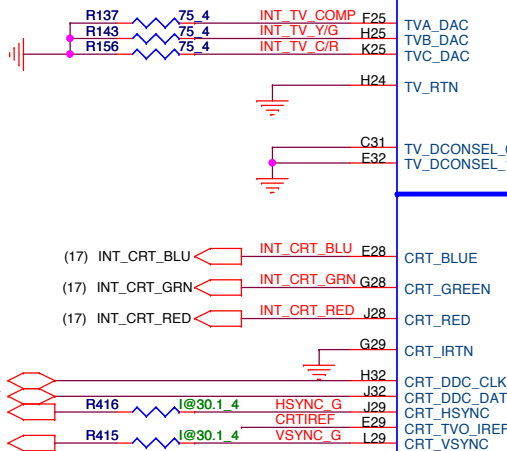 R137 75_4 INT_TV_COMP F25 TVA_DAC
R143 75_4 INT_TV_Y/G H25 TVB_DAC
R156 75_4 INT_TV_C/R K25 TVC_DAC
H24 TV_RTN
C31 TV_DCONSEL_
E32 TV_DCONSEL_
(17) INT_CRT_BLU INT_CRT_BLU E28 CRT_BLUE
(17) INT_CRT_GRN INT_CRT_GRN G28 CRT_GREEN
(17) INT_CRT_RED INT_CRT_RED J28 CRT_RED
G29 CRT_IRTN
H32 CRT_DDC_CLK
J32 CRT_DDC_DAT
R416 I@30.1_4 HSYNC_G J29 CRT_HSYNC
CRTIREF E29 CRT_TVO_IREF
R415 I@30.1_4 VSYNC_G L29 CRT_VSYNC